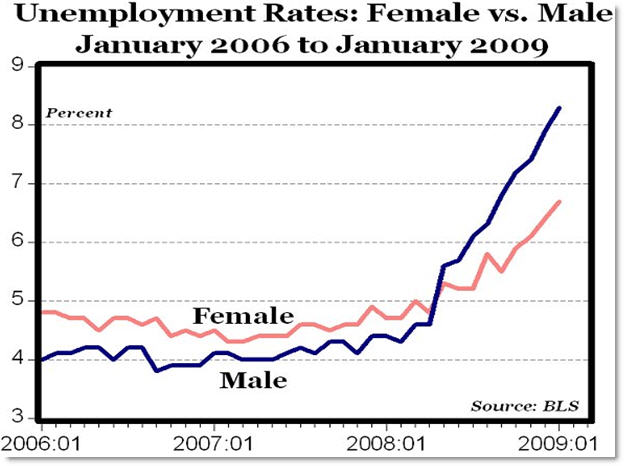 Unemployment Rates: Female vs. Male
January 2006 to January 2009
9
Percent
8
7
6
5
Female
4
Male
Source: BLS
3
2006:01 2007:01 2008:01 2009:01